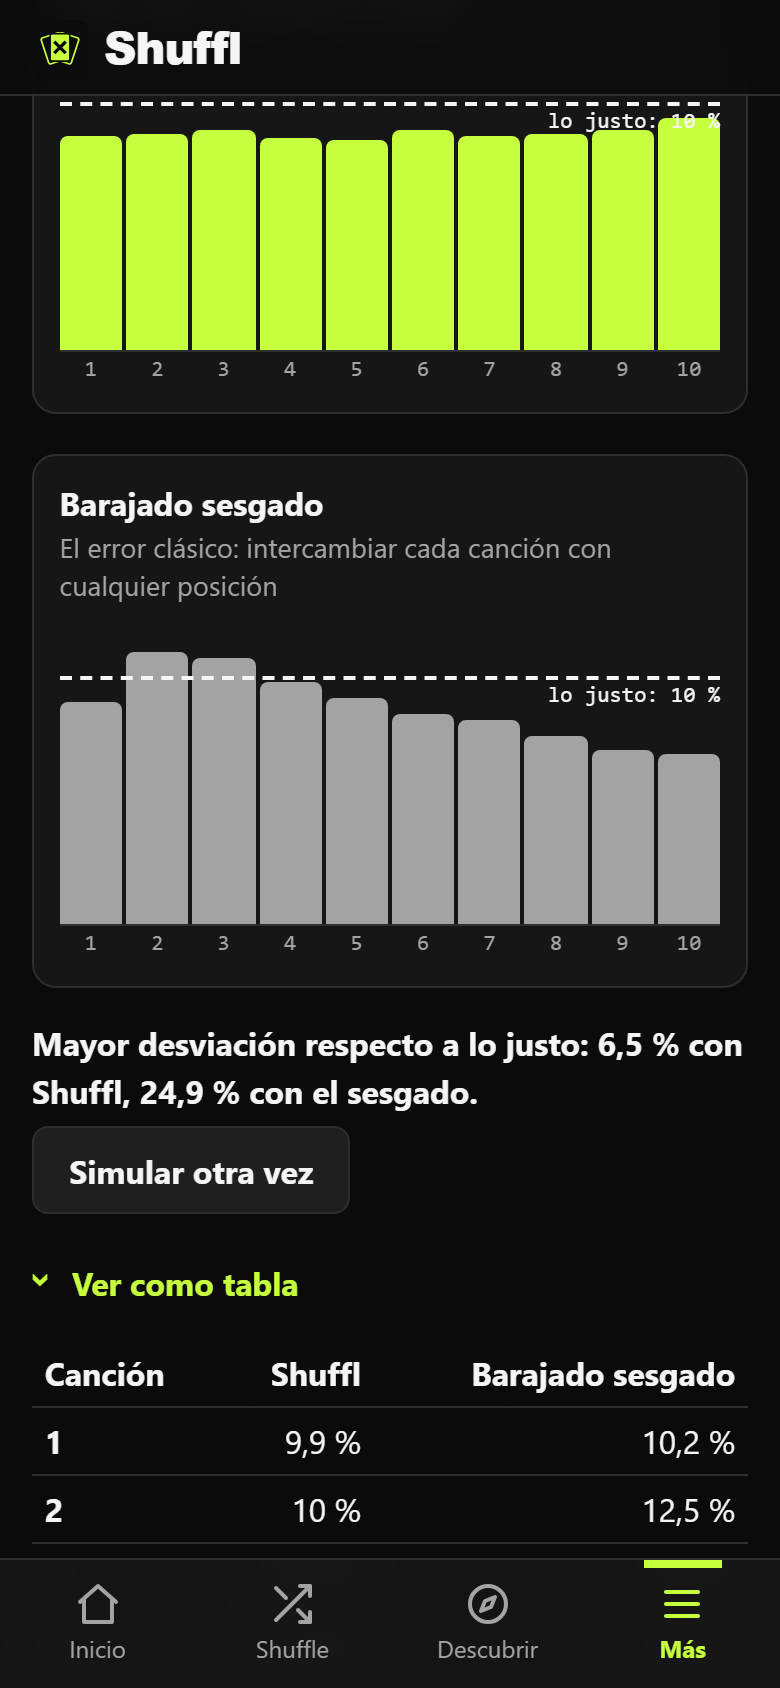 Shuffl
lo justo: 10 %
1 2 3 4 5 6 7 8 9 10
Barajado sesgado
El error clásico: intercambiar cada canción con
cualquier posición
lo justo: 10 %
1 2 3 4 5 6 7 8 9 10
Mayor desviación respecto a lo justo: 6,5 % con
Shuffl, 24,9 % con el sesgado.
Simular otra vez
Ver como tabla
Canción Shuffl Barajado sesgado
1 9,9 % 10,2 %
2 10 % 12,5 %
Inicio Shuffle Descubrir Más